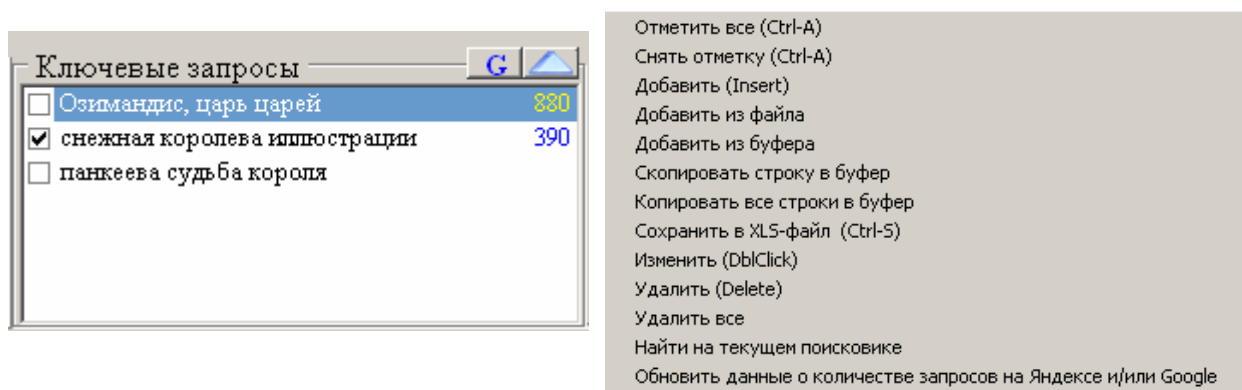 Ключевые запросы G
Озимандис, царь царей 880
снежная королева иллюстрации 390
панкеева судьба короля
Отметить все (Ctrl-A)
Снять отметку (Ctrl-A)
Добавить (Insert)
Добавить из файла
Добавить из буфера
Скопировать строку в буфер
Копировать все строки в буфер
Сохранить в XLS-файл (Ctrl-S)
Изменить (DblClick)
Удалить (Delete)
Удалить все
Найти на текущем поисковике
Обновить данные о количестве запросов на Яндексе и/или Google